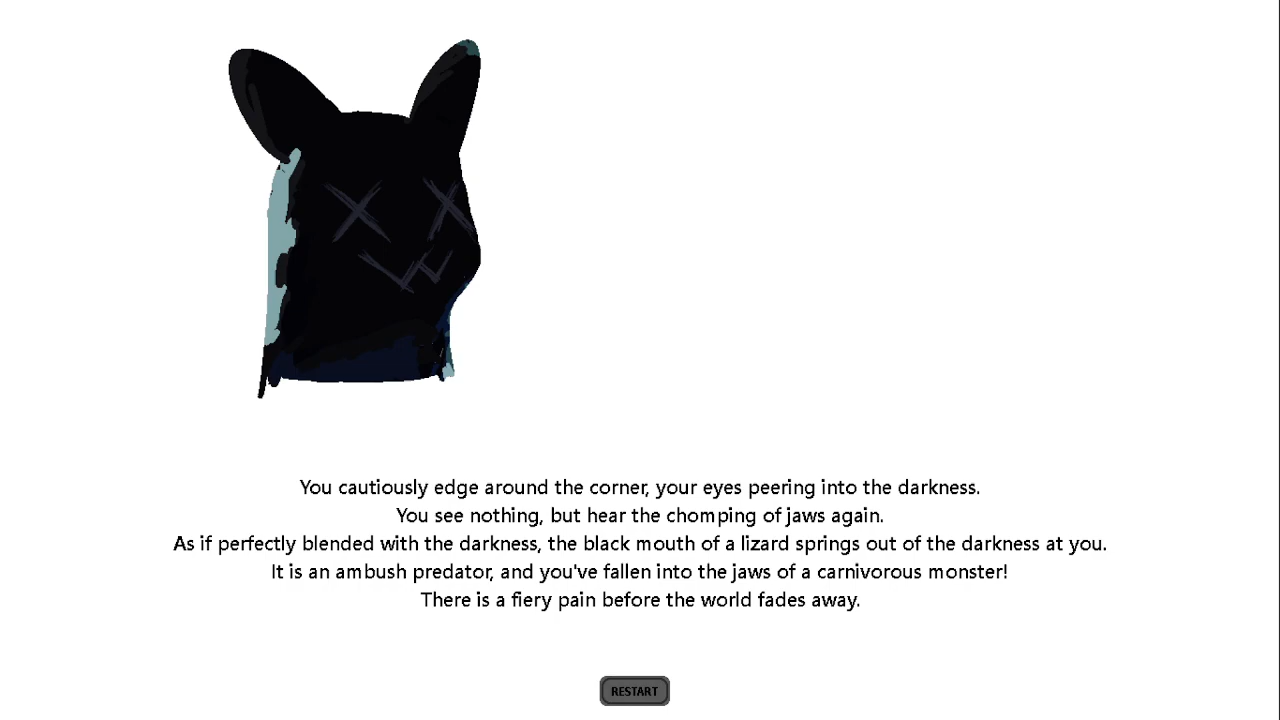 You cautiously edge around the corner, your eyes peering into the darkness.
You see nothing, but hear the chomping of jaws again.
As if perfectly blended with the darkness, the black mouth of a lizard springs out of the darkness at you.
It is an ambush predator, and you've fallen into the jaws of a carnivorous monster!
There is a fiery pain before the world fades away.
RESTART